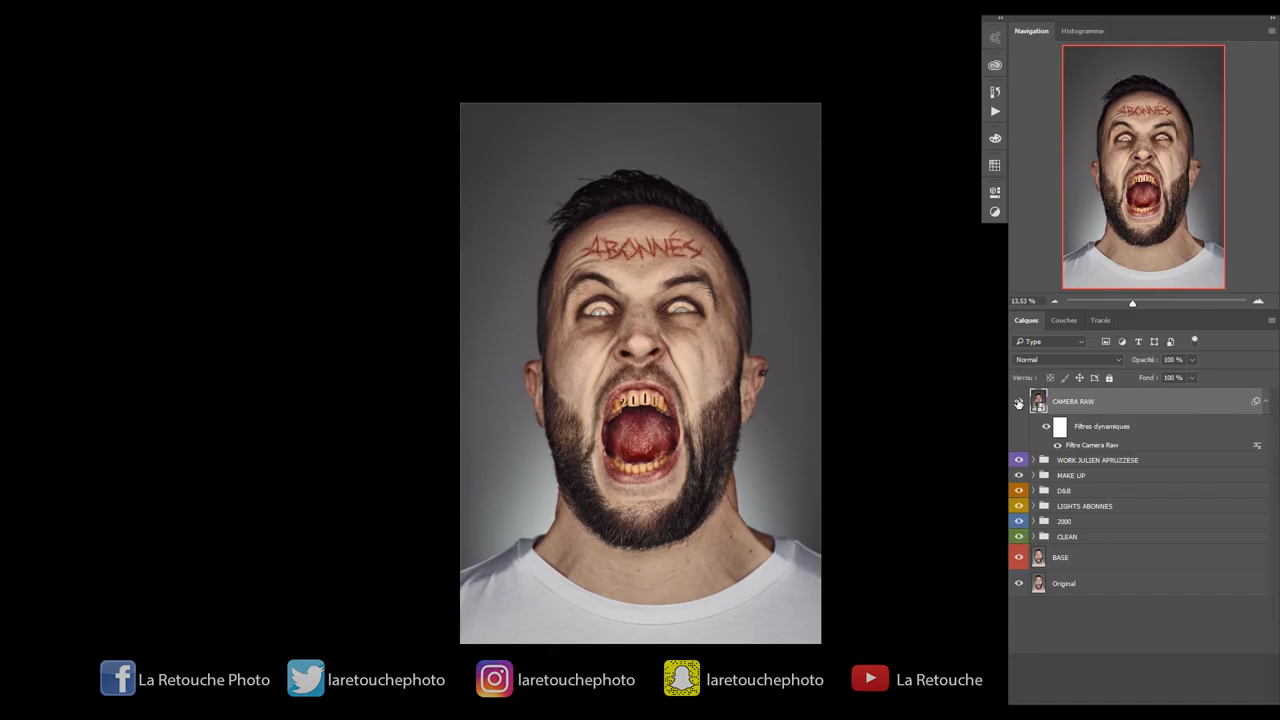 Navigation
Histogramme
ABONNÉS
13,53 %
ABONNÉS
Calques
Couches
Tracés
Type
Normal
Opacité : 100 %
Verrou :
Fond : 100 %
CAMERA RAW
Filtres dynamiques
Filtre Camera Raw
WORK JULIEN APRUZZESE
MAKE UP
D&B
LIGHTS ABONNES
2000
CLEAN
BASE
Original
La Retouche Photo
laretouchephoto
laretouchephoto
laretouchephoto
La Retouche